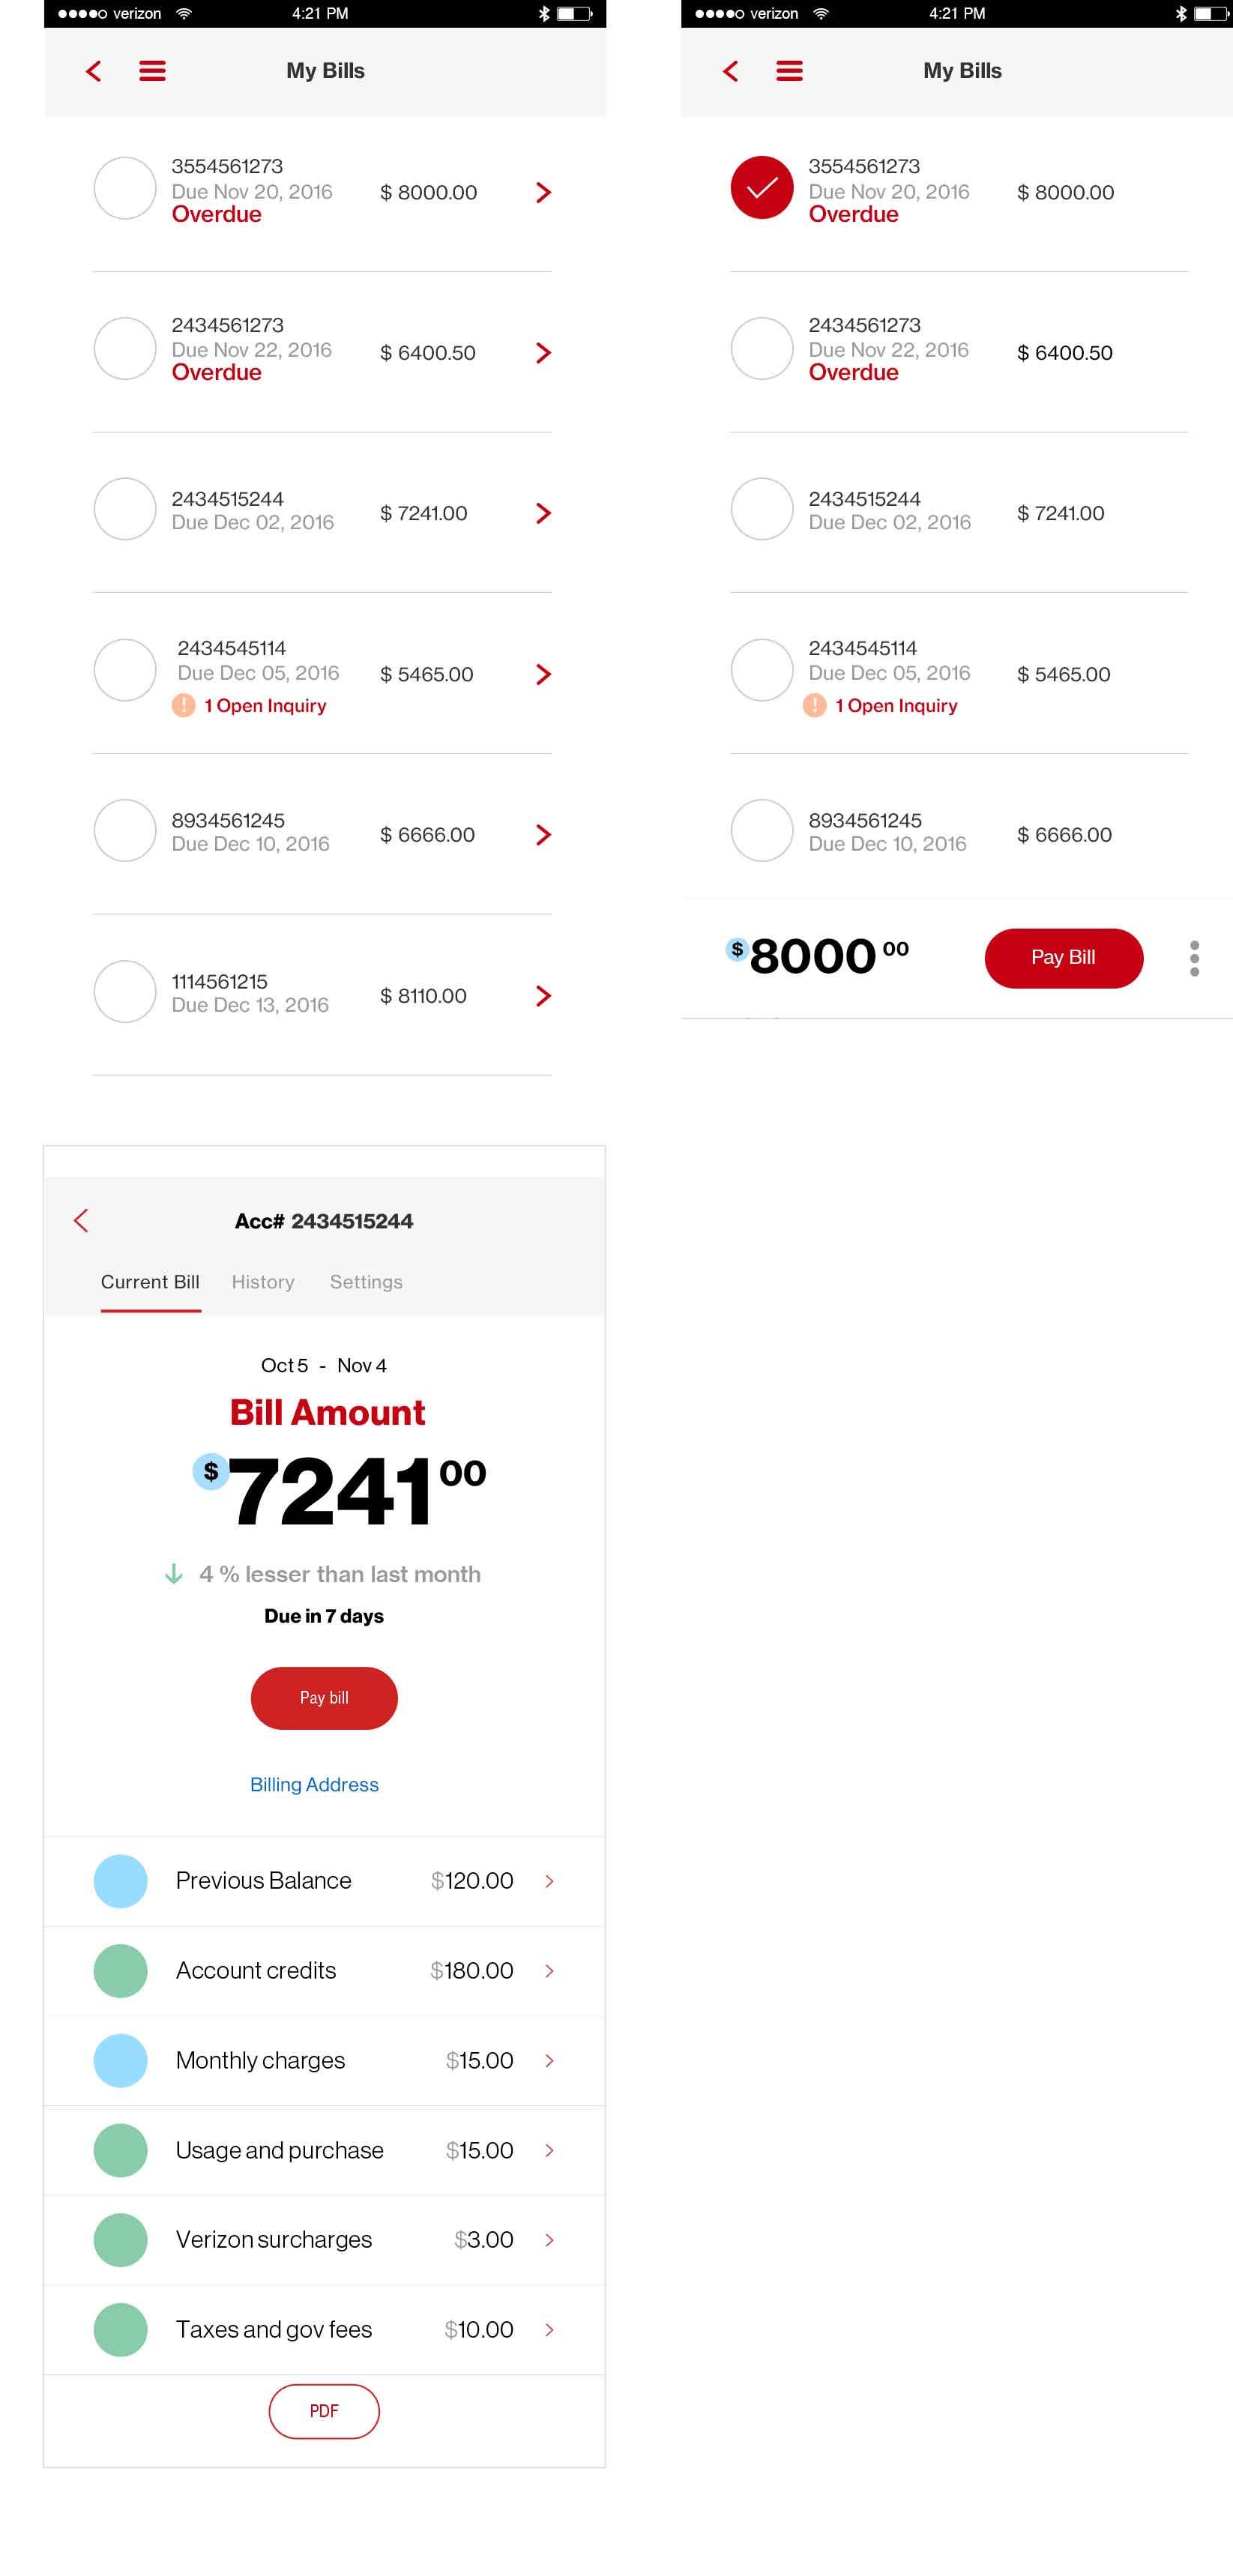 verizon 4:21 PM
My Bills
3554561273
Due Nov 20, 2016 $ 8000.00
Overdue
2434561273
Due Nov 22, 2016 $ 6400.50
Overdue
2434515244
Due Dec 02, 2016 $ 7241.00
2434545114
Due Dec 05, 2016 $ 5465.00
! 1 Open Inquiry
8934561245
Due Dec 10, 2016 $ 6666.00
1114561215
Due Dec 13, 2016 $ 8110.00
verizon 4:21 PM
My Bills
3554561273
Due Nov 20, 2016 $ 8000.00
Overdue
2434561273
Due Nov 22, 2016 $ 6400.50
Overdue
2434515244
Due Dec 02, 2016 $ 7241.00
2434545114
Due Dec 05, 2016 $ 5465.00
! 1 Open Inquiry
8934561245
Due Dec 10, 2016 $ 6666.00
$8000 00 Pay Bill
Acc# 2434515244
Current Bill History Settings
Oct 5 - Nov 4
Bill Amount
$7241 00
4 % lesser than last month
Due in 7 days
Pay bill
Billing Address
Previous Balance $120.00
Account credits $180.00
Monthly charges $15.00
Usage and purchase $15.00
Verizon surcharges $3.00
Taxes and gov fees $10.00
PDF